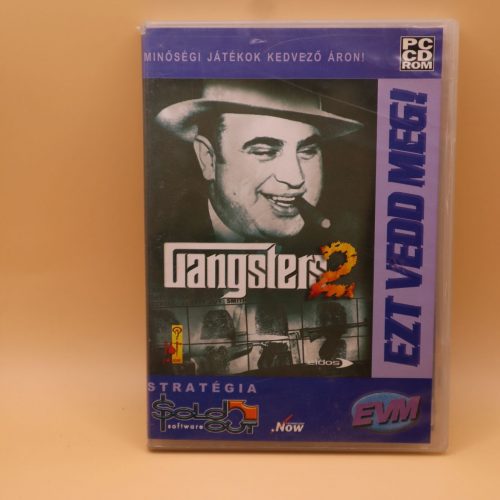 MINŐSÉGI JÁTÉKOK KEDVEZŐ ÁRON!
PC
CD
ROM
EZT VEDD MEG!
Gangsters 2
SMITH
eidos
STRATÉGIA
SOLD
OUT
software
.Now
EVM